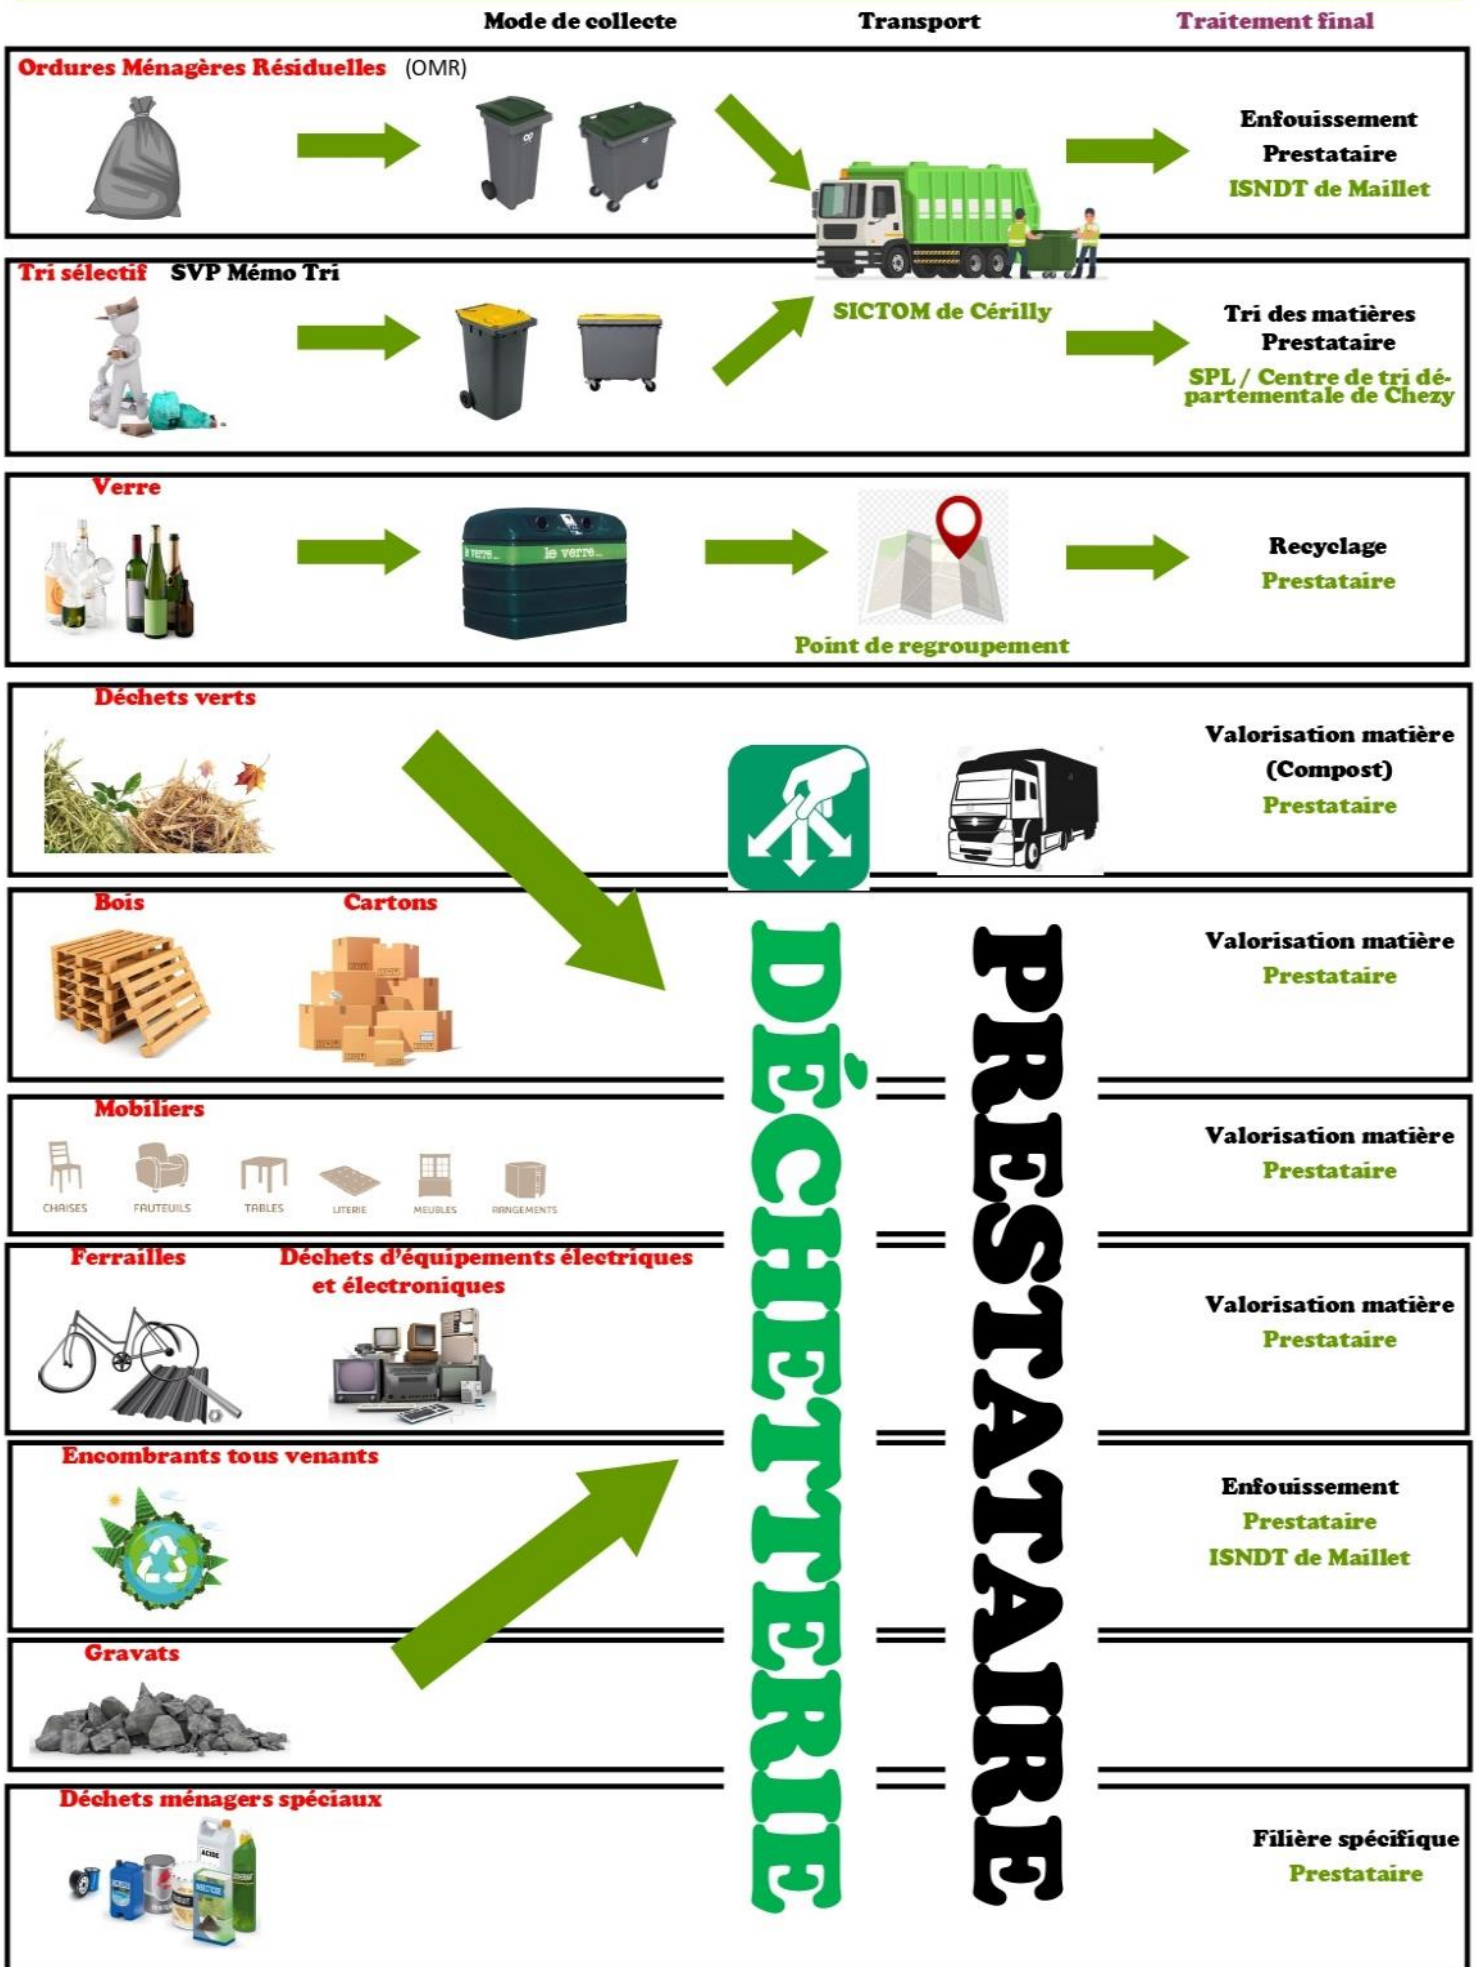 Mode de collecte
Transport
Traitement final
Ordures Ménagères Résiduelles (OMR)
Enfouissement
Prestataire
ISNDT de Maillet
Tri sélectif SVP Mémo Tri
SICTOM de Cérilly
Tri des matières
Prestataire
SPL / Centre de tri dé-
partementale de Chezy
Verre
le verre...
le verre...
Point de regroupement
Recyclage
Prestataire
Déchets verts
Valorisation matière
(Compost)
Prestataire
Bois
Cartons
Valorisation matière
Prestataire
DÉCHETTERIE
PRESTATAIRE
Mobiliers
CHAISES
FAUTEUILS
TABLES
LITERIE
MEUBLES
RANGEMENTS
Valorisation matière
Prestataire
Ferrailles
Déchets d'équipements électriques
et électroniques
Valorisation matière
Prestataire
Encombrants tous venants
Enfouissement
Prestataire
ISNDT de Maillet
Gravats
Déchets ménagers spéciaux
ACIDE
INSECTICIDE
Filière spécifique
Prestataire